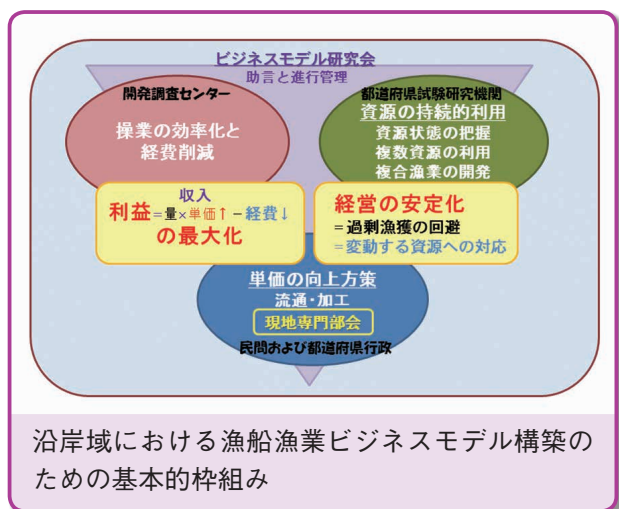 ビジネスモデル研究会
助言と進行管理
開発調査センター
操業の効率化と
経費削減
都道府県試験研究機関
資源の持続的利用
資源状態の把握
複数資源の利用
複合漁業の開発
収入
利益=量×単価↑-経費↓
の最大化
経営の安定化
=過剰漁獲の回避
=変動する資源への対応
単価の向上方策
流通・加工
現地専門部会
民間および都道府県行政
沿岸域における漁船漁業ビジネスモデル構築の
ための基本的枠組み